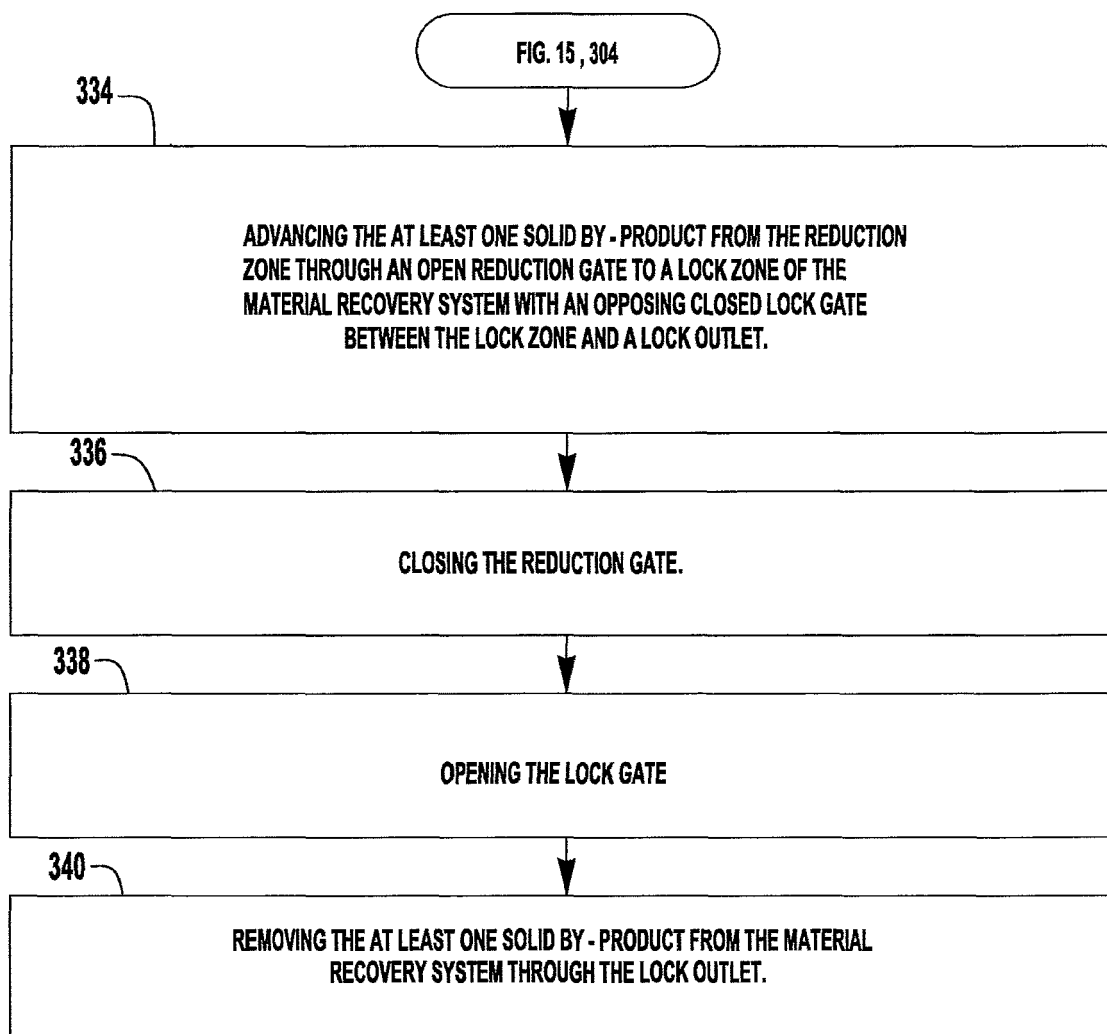 FIG. 15 , 304
334
ADVANCING THE AT LEAST ONE SOLID BY - PRODUCT FROM THE REDUCTION
ZONE THROUGH AN OPEN REDUCTION GATE TO A LOCK ZONE OF THE
MATERIAL RECOVERY SYSTEM WITH AN OPPOSING CLOSED LOCK GATE
BETWEEN THE LOCK ZONE AND A LOCK OUTLET.
336
CLOSING THE REDUCTION GATE.
338
OPENING THE LOCK GATE
340
REMOVING THE AT LEAST ONE SOLID BY - PRODUCT FROM THE MATERIAL
RECOVERY SYSTEM THROUGH THE LOCK OUTLET.